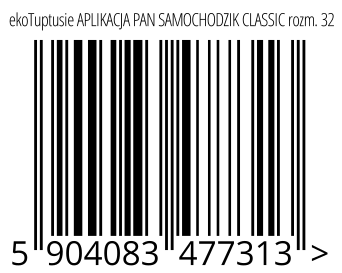 ekoTuptusie APLIKACJA PAN SAMOCHODZIK CLASSIC rozm. 32
5 904083 477313 >